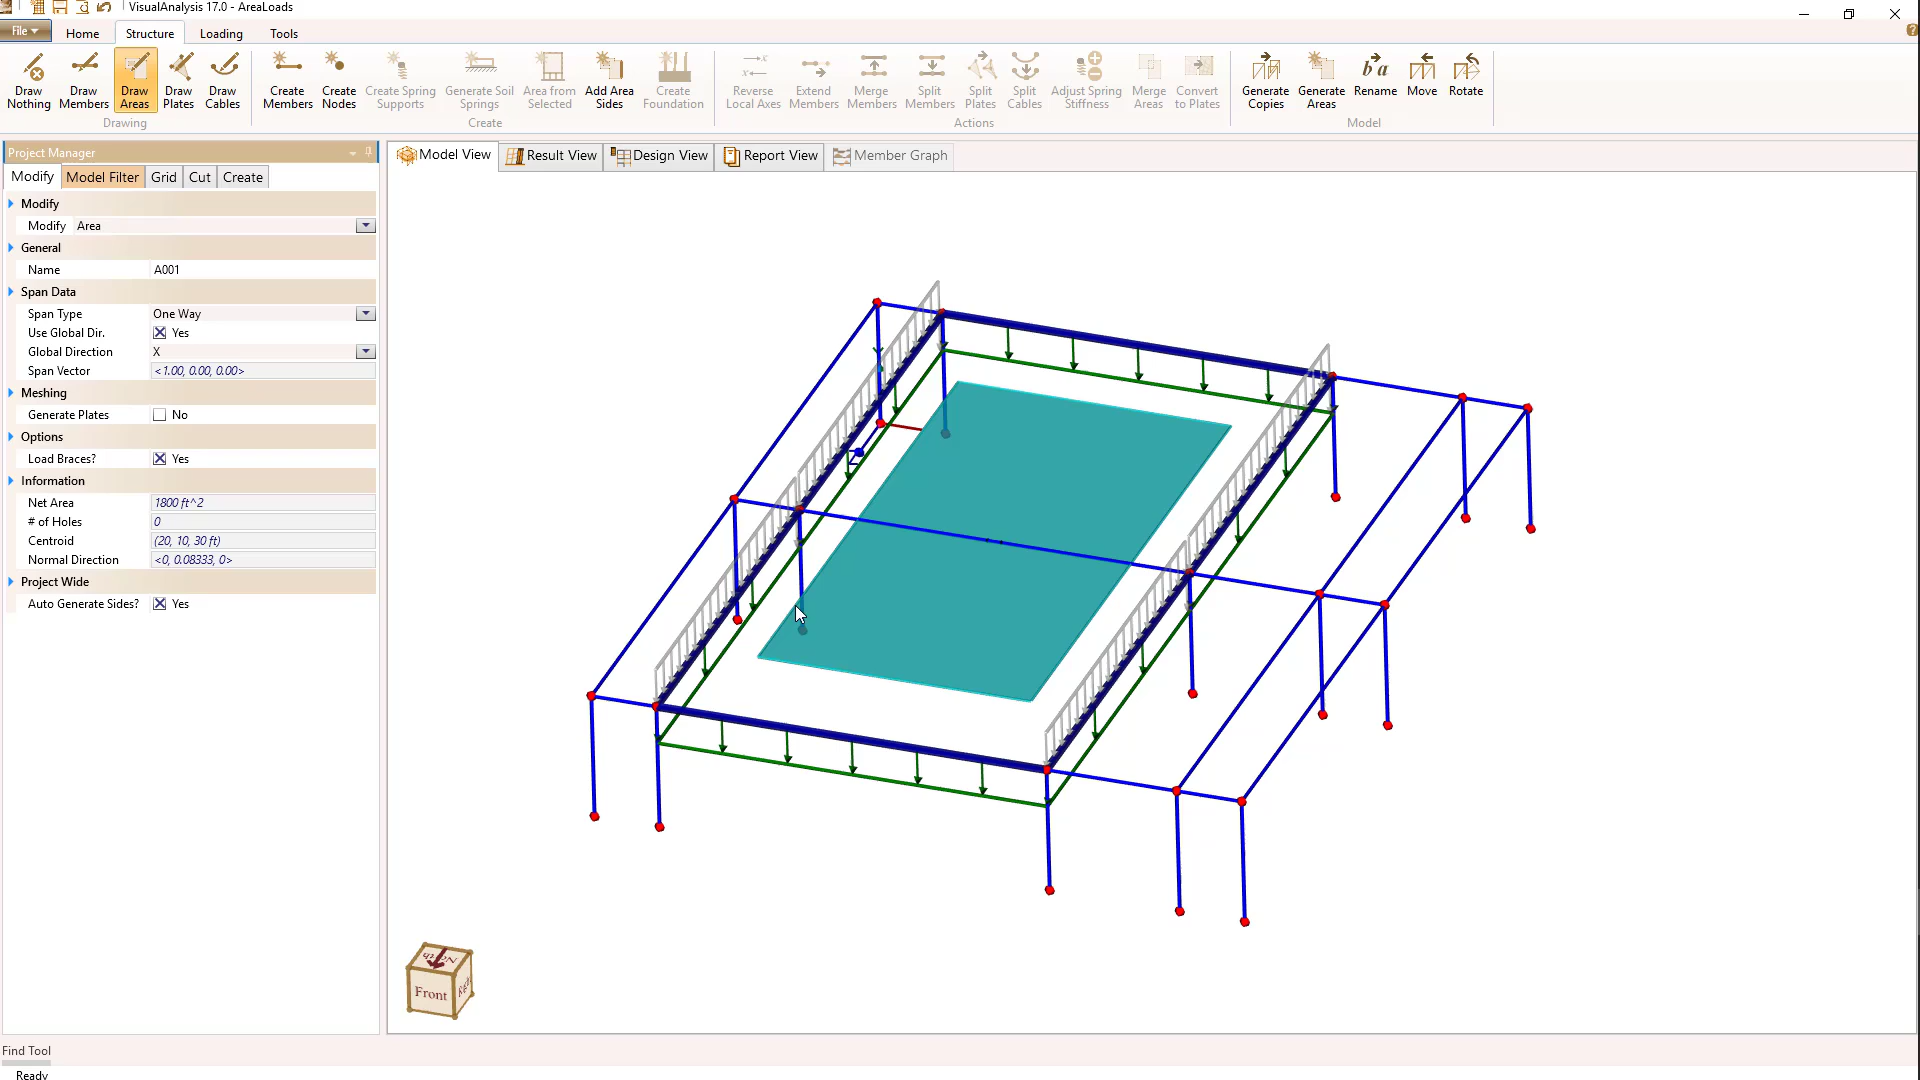 VisualAnalysis 17.0 - AreaLoads
File Home Structure Loading Tools
Draw Nothing Draw Members Draw Areas Draw Plates Draw Cables
Create Members Create Nodes Create Spring Supports Generate Soil Springs Area from Selected Add Area Sides Create Foundation
Reverse Local Axes Extend Members Merge Members Split Members Split Plates Split Cables Adjust Spring Stiffness Merge Areas Convert to Plates
Generate Copies Generate Areas Rename Move Rotate
Drawing Create Actions Model
Project Manager
Modify Model Filter Grid Cut Create
Modify
Modify Area
General
Name A001
Span Data
Span Type One Way
Use Global Dir. Yes
Global Direction X
Span Vector <1.00, 0.00, 0.00>
Meshing
Generate Plates No
Options
Load Braces? Yes
Information
Net Area 1800 ft^2
# of Holes 0
Centroid (20, 10, 30 ft)
Normal Direction <0, 0.08333, 0>
Project Wide
Auto Generate Sides? Yes
Model View Result View Design View Report View Member Graph
Z
North
Front
Find Tool
Ready